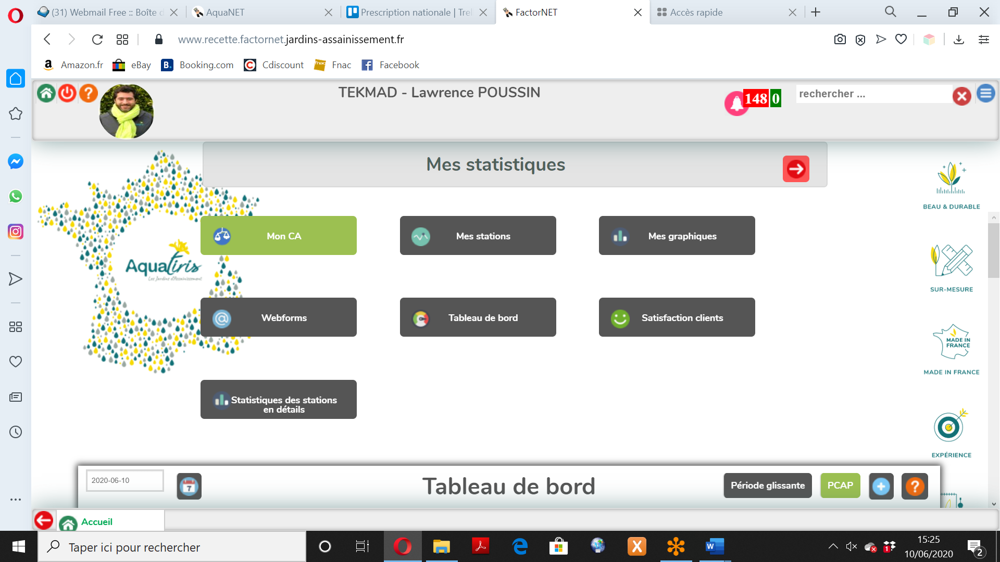 (31) Webmail Free :: Boîte d
AquaNET
Prescription nationale | Trel
FactorNET
Accès rapide
www.recette.factornet.jardins-assainissement.fr
Amazon.fr
eBay
B.
Booking.com
Cdiscount
fnac
Fnac
Facebook
TEKMAD - Lawrence POUSSIN
148 0
rechercher ...
Mes statistiques
BEAU & DURABLE
Mon CA
Mes stations
Mes graphiques
Aquatiris
Les Jardins d'Assainissement
SUR-MESURE
Webforms
Tableau de bord
Satisfaction clients
MADE IN
FRANCE
MADE IN FRANCE
Statistiques des stations
en détails
EXPÉRIENCE
2020-06-10
7
Tableau de bord
Période glissante
PCAP
Accueil
Taper ici pour rechercher
15:25
10/06/2020
1
2